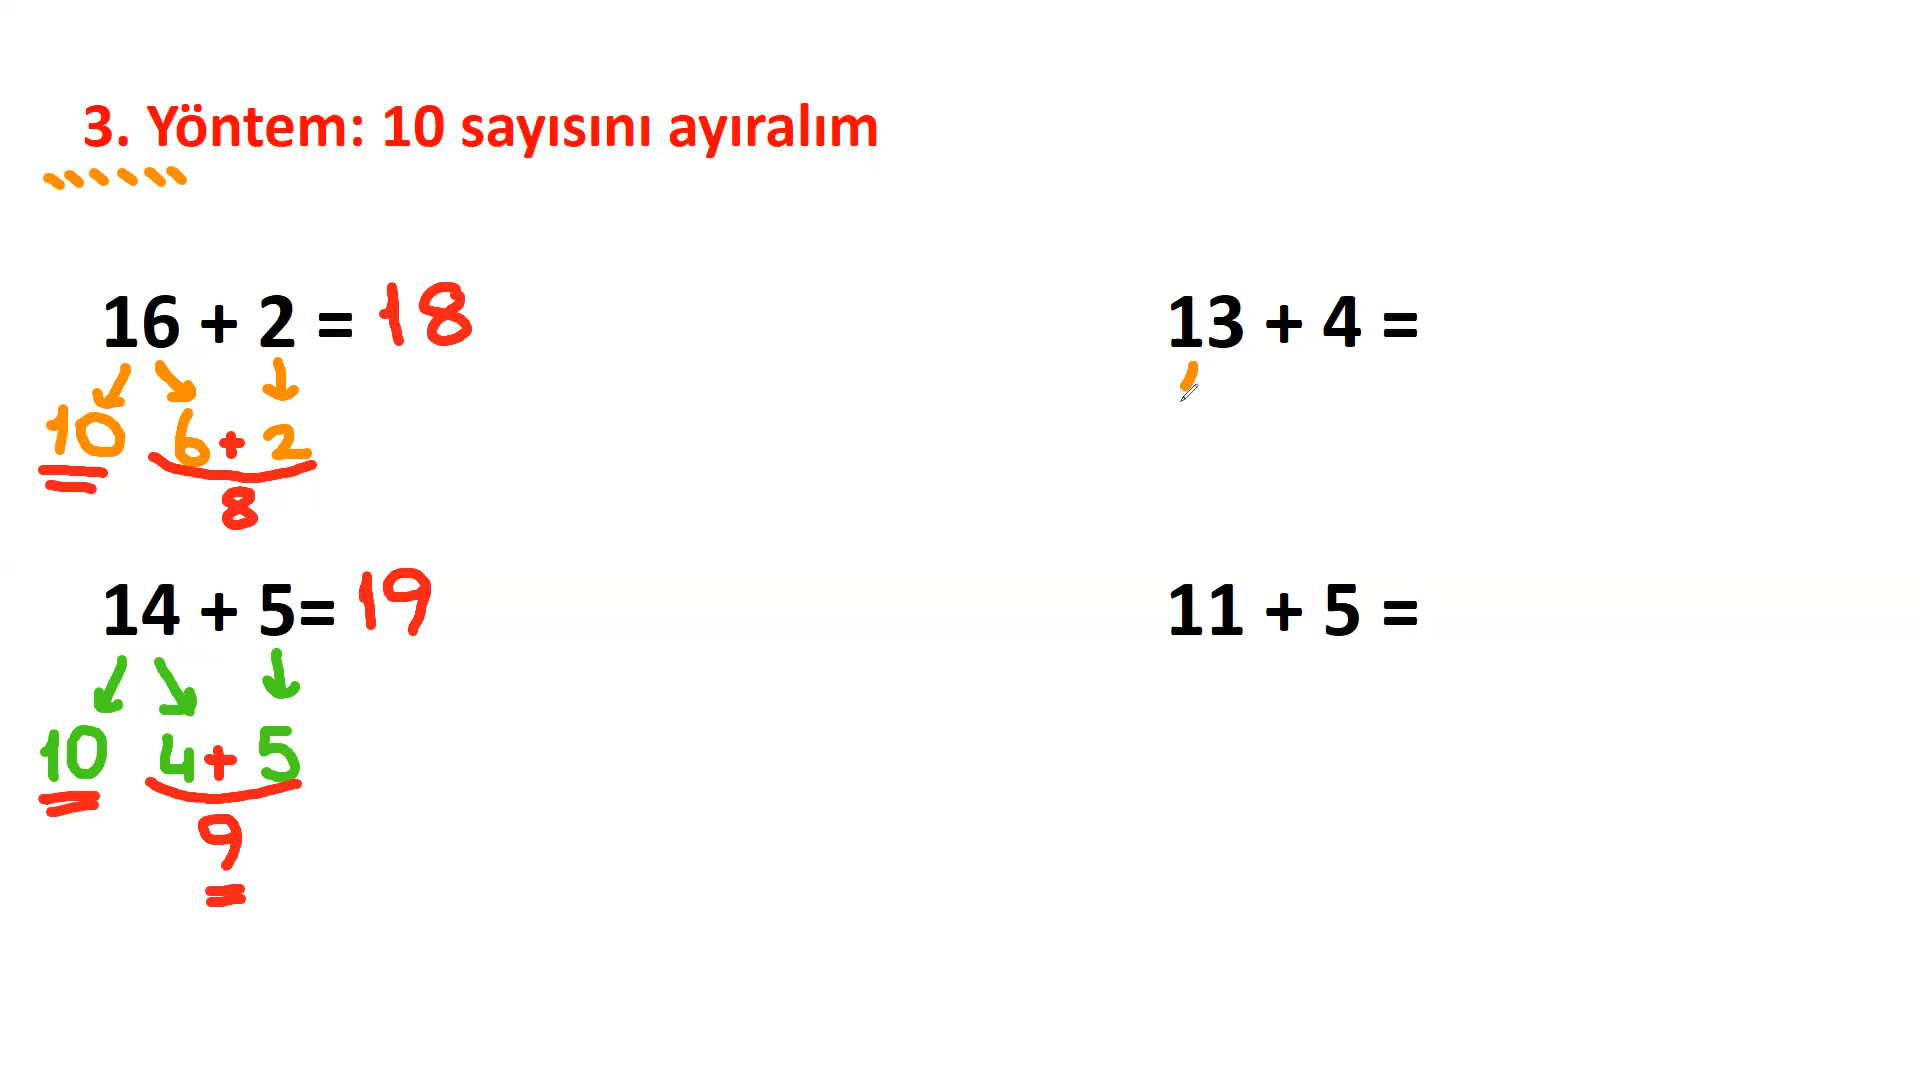 3. Yöntem: 10 sayısını ayıralım
16 + 2 = 18
10 6 + 2
8
14 + 5= 19
10 4 + 5
9
13 + 4 =
11 + 5 =